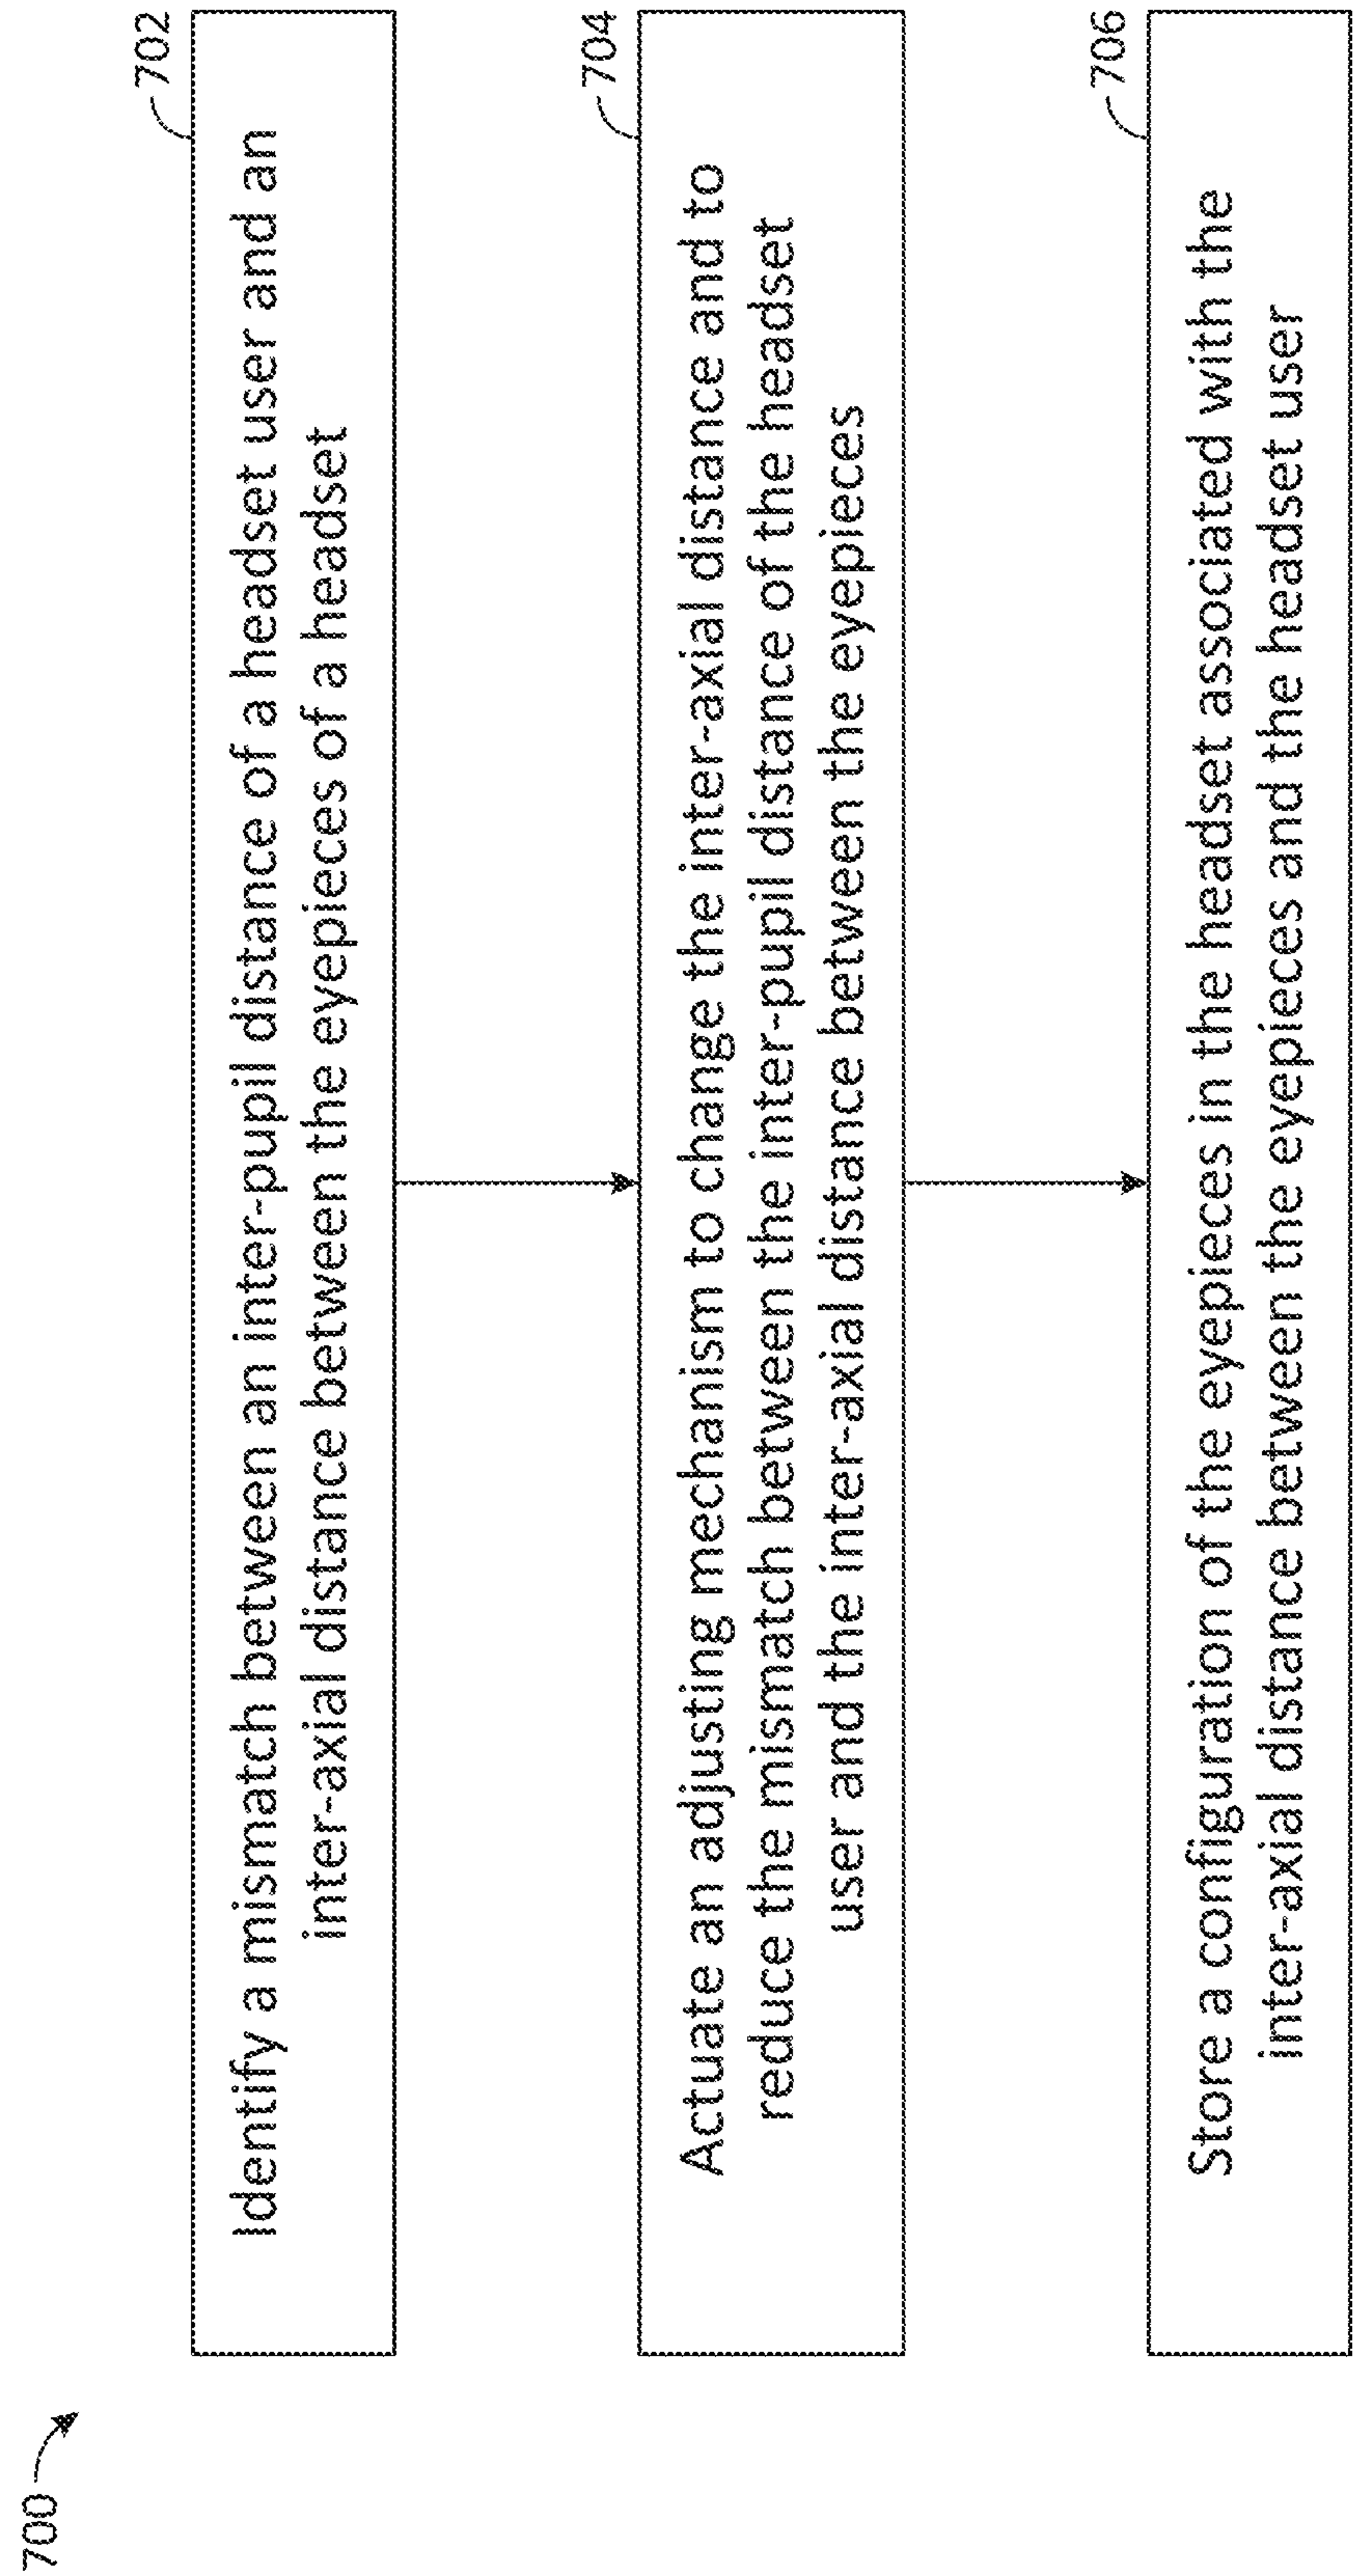 700
702
Identify a mismatch between an inter-pupil distance of a headset user and an
inter-axial distance between the eyepieces of a headset
704
Actuate an adjusting mechanism to change the inter-axial distance and to
reduce the mismatch between the inter-pupil distance of the headset
user and the inter-axial distance between the eyepieces
706
Store a configuration of the eyepieces in the headset associated with the
inter-axial distance between the eyepieces and the headset user